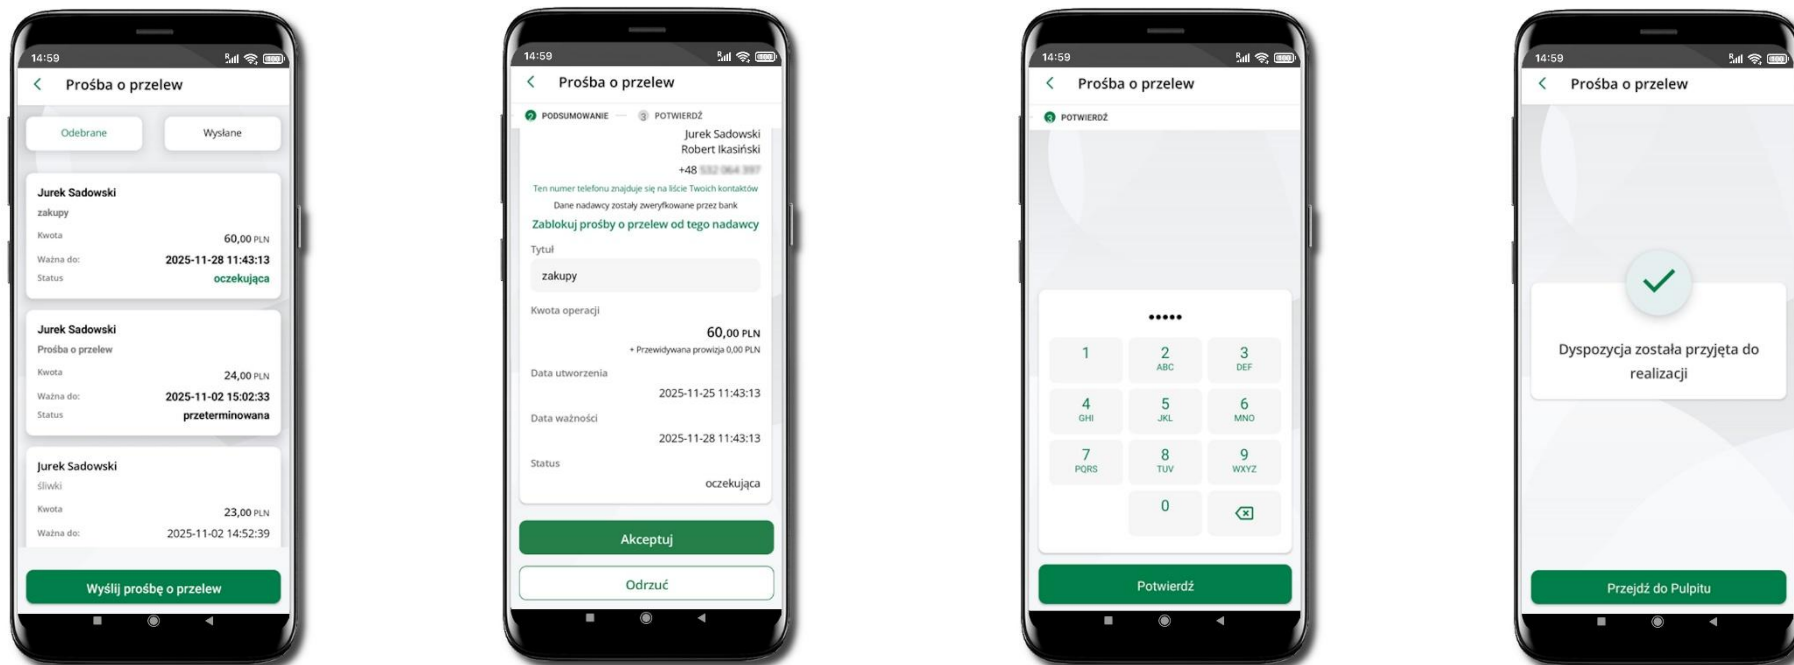 14:59
Prośba o przelew
Odebrane
Wysłane
Jurek Sadowski
zakupy
Kwota 60,00 PLN
Ważna do: 2025-11-28 11:43:13
Status oczekująca
Jurek Sadowski
Prośba o przelew
Kwota 24,00 PLN
Ważna do: 2025-11-02 15:02:33
Status przeterminowana
Jurek Sadowski
śliwki
Kwota 23,00 PLN
Ważna do: 2025-11-02 14:52:39
Wyślij prośbę o przelew
14:59
Prośba o przelew
2 PODSUMOWANIE 3 POTWIERDŹ
Jurek Sadowski
Robert Ikasiński
+48
Ten numer telefonu znajduje się na liście Twoich kontaktów
Dane nadawcy zostały zweryfkowane przez bank
Zablokuj prośby o przelew od tego nadawcy
Tytuł
zakupy
Kwota operacji
60,00 PLN
+ Przewidywana prowizja 0,00 PLN
Data utworzenia
2025-11-25 11:43:13
Data ważności
2025-11-28 11:43:13
Status
oczekująca
Akceptuj
Odrzuć
14:59
Prośba o przelew
3 POTWIERDŹ
1 2 3
ABC DEF
4 5 6
GHI JKL MNO
7 8 9
PQRS TUV WXYZ
0
Potwierdź
14:59
Prośba o przelew
Dyspozycja została przyjęta do
realizacji
Przejdź do Pulpitu